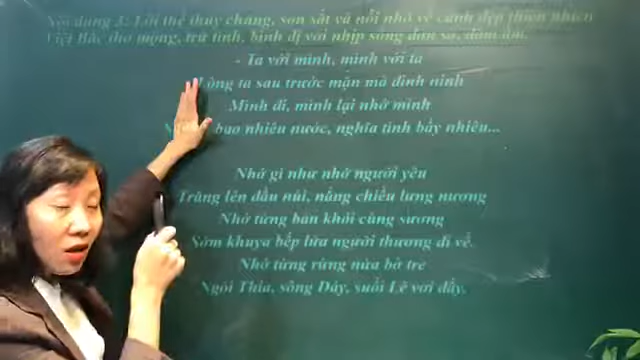 Nội dung 3: Lời thề thủy chung, son sắt và nỗi nhớ về cảnh đẹp thiên nhiên
Việt Bắc thơ mộng, trữ tình, bình dị với nhịp sống dân sơ, đầm ấm.
- Ta với mình, mình với ta
Lòng ta sau trước mặn mà đinh ninh
Mình đi, mình lại nhớ mình
bao nhiêu nước, nghĩa tình bấy nhiêu...
Nhớ gì như nhớ người yêu
Trăng lên đầu núi, nắng chiều lưng nương
Nhớ từng bản khói cùng sương
Sớm khuya bếp lửa người thương đi về.
Nhớ từng rừng nứa bờ tre
Ngòi Thia, sông Đáy, suối Lê vơi đầy.